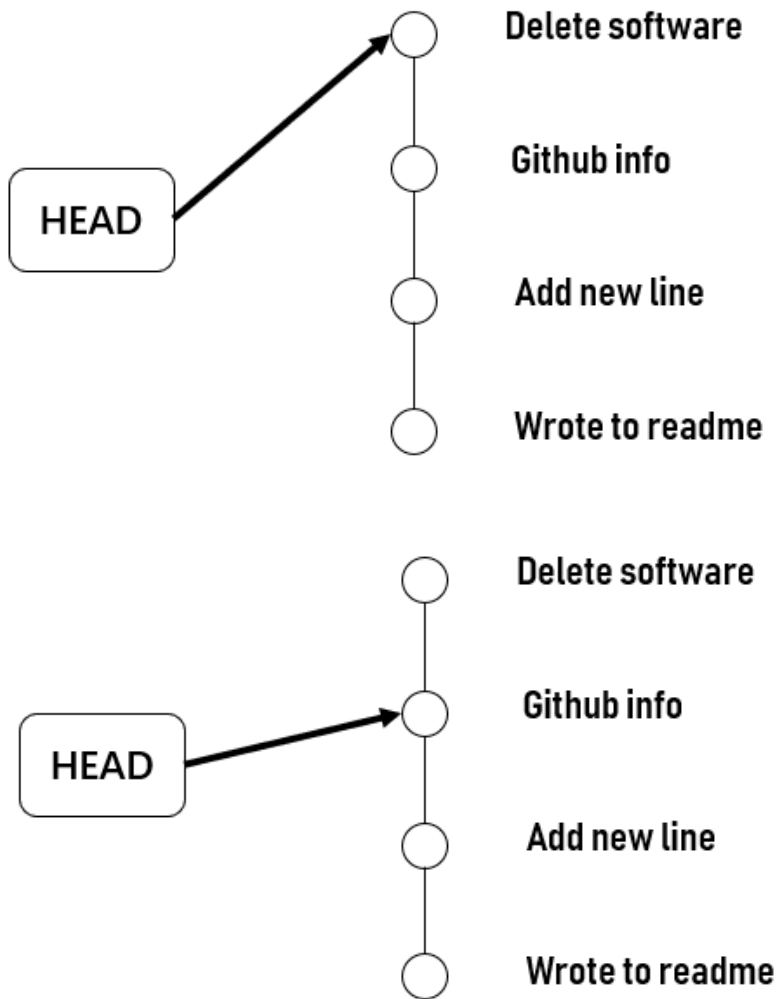 Delete software
Github info
HEAD
Add new line
Wrote to readme
Delete software
Github info
HEAD
Add new line
Wrote to readme